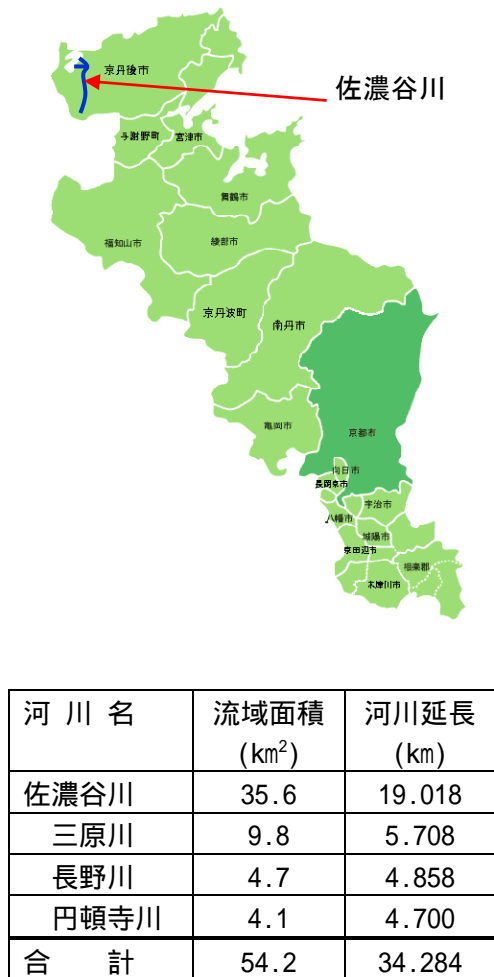 京丹後市
佐濃谷川
与謝野町
宮津市
舞鶴市
福知山市
綾部市
京丹波町
南丹市
亀岡市
京都市
向日市
長岡京市
宇治市
八幡市
城陽市
京田辺市
相楽郡
木津川市
河 川 名 流域面積 河川延長
(km²) (㎞)
佐濃谷川 35.6 19.018
三原川 9.8 5.708
長野川 4.7 4.858
円頓寺川 4.1 4.700
合 計 54.2 34.284